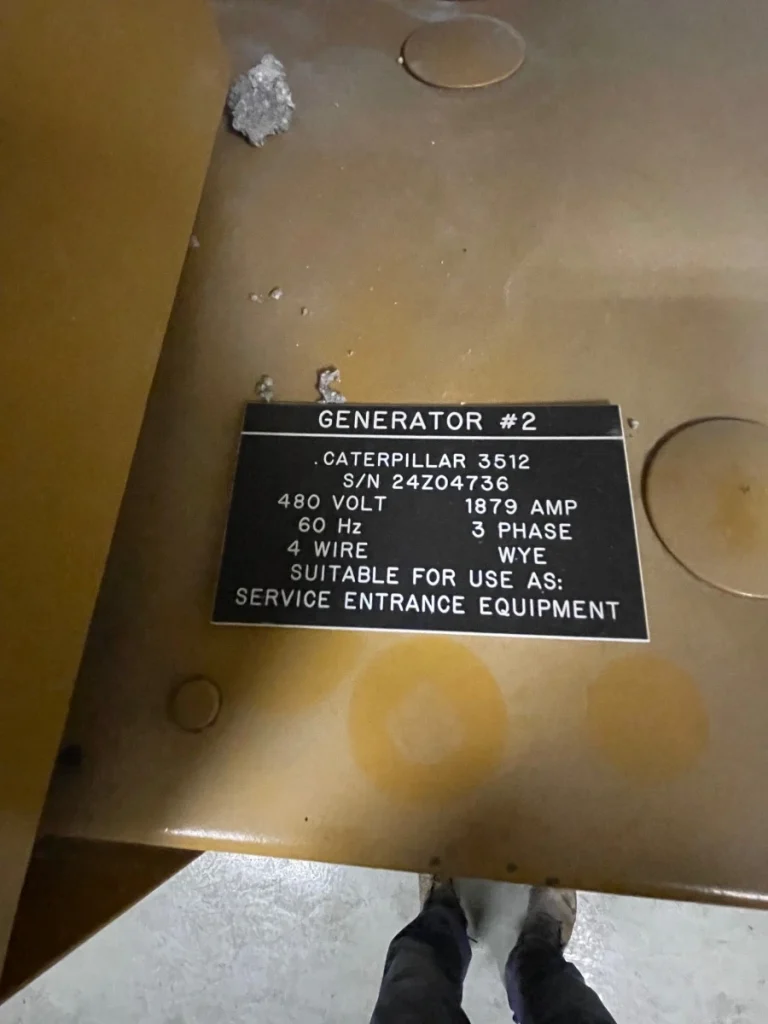 GENERATOR #2
.CATERPILLAR 3512
S/N 24Z04736
480 VOLT 1879 AMP
60 Hz 3 PHASE
4 WIRE WYE
SUITABLE FOR USE AS:
SERVICE ENTRANCE EQUIPMENT